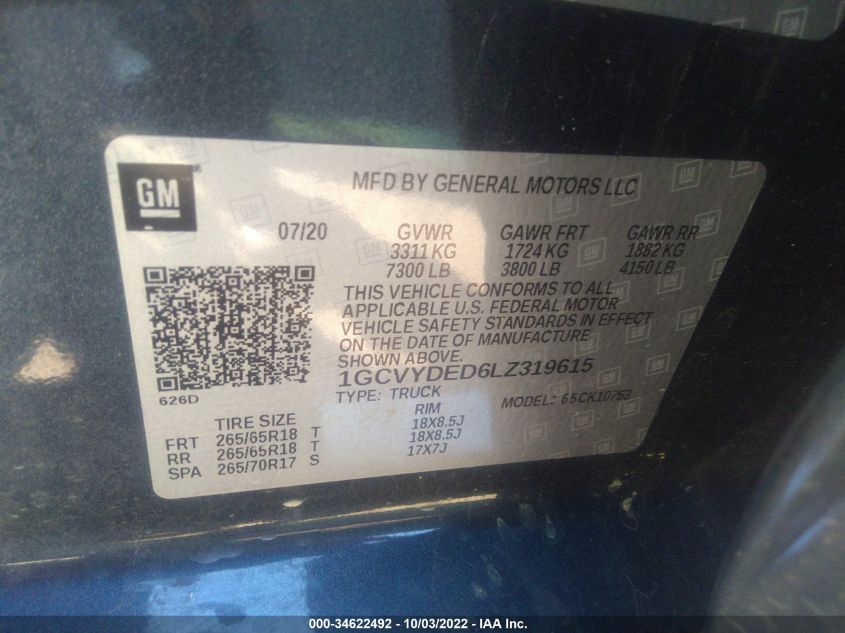 GM
MFD BY GENERAL MOTORS LLC
07/20 GVWR GAWR FRT GAWR RR
3311 KG 1724 KG 1882 KG
7300 LB 3800 LB 4150 LB
THIS VEHICLE CONFORMS TO ALL
APPLICABLE U.S. FEDERAL MOTOR
VEHICLE SAFETY STANDARDS IN EFFECT
ON THE DATE OF MANUFACTURE
SHOWN ABOVE.
1GCVYDED6LZ319615
626D
TYPE: TRUCK MODEL: 65CK10753
TIRE SIZE RIM
FRT 265/65R18 T 18X8.5J
RR 265/65R18 T 18X8.5J
SPA 265/70R17 S 17X7J
000-34622492 - 10/03/2022 - IAA Inc.